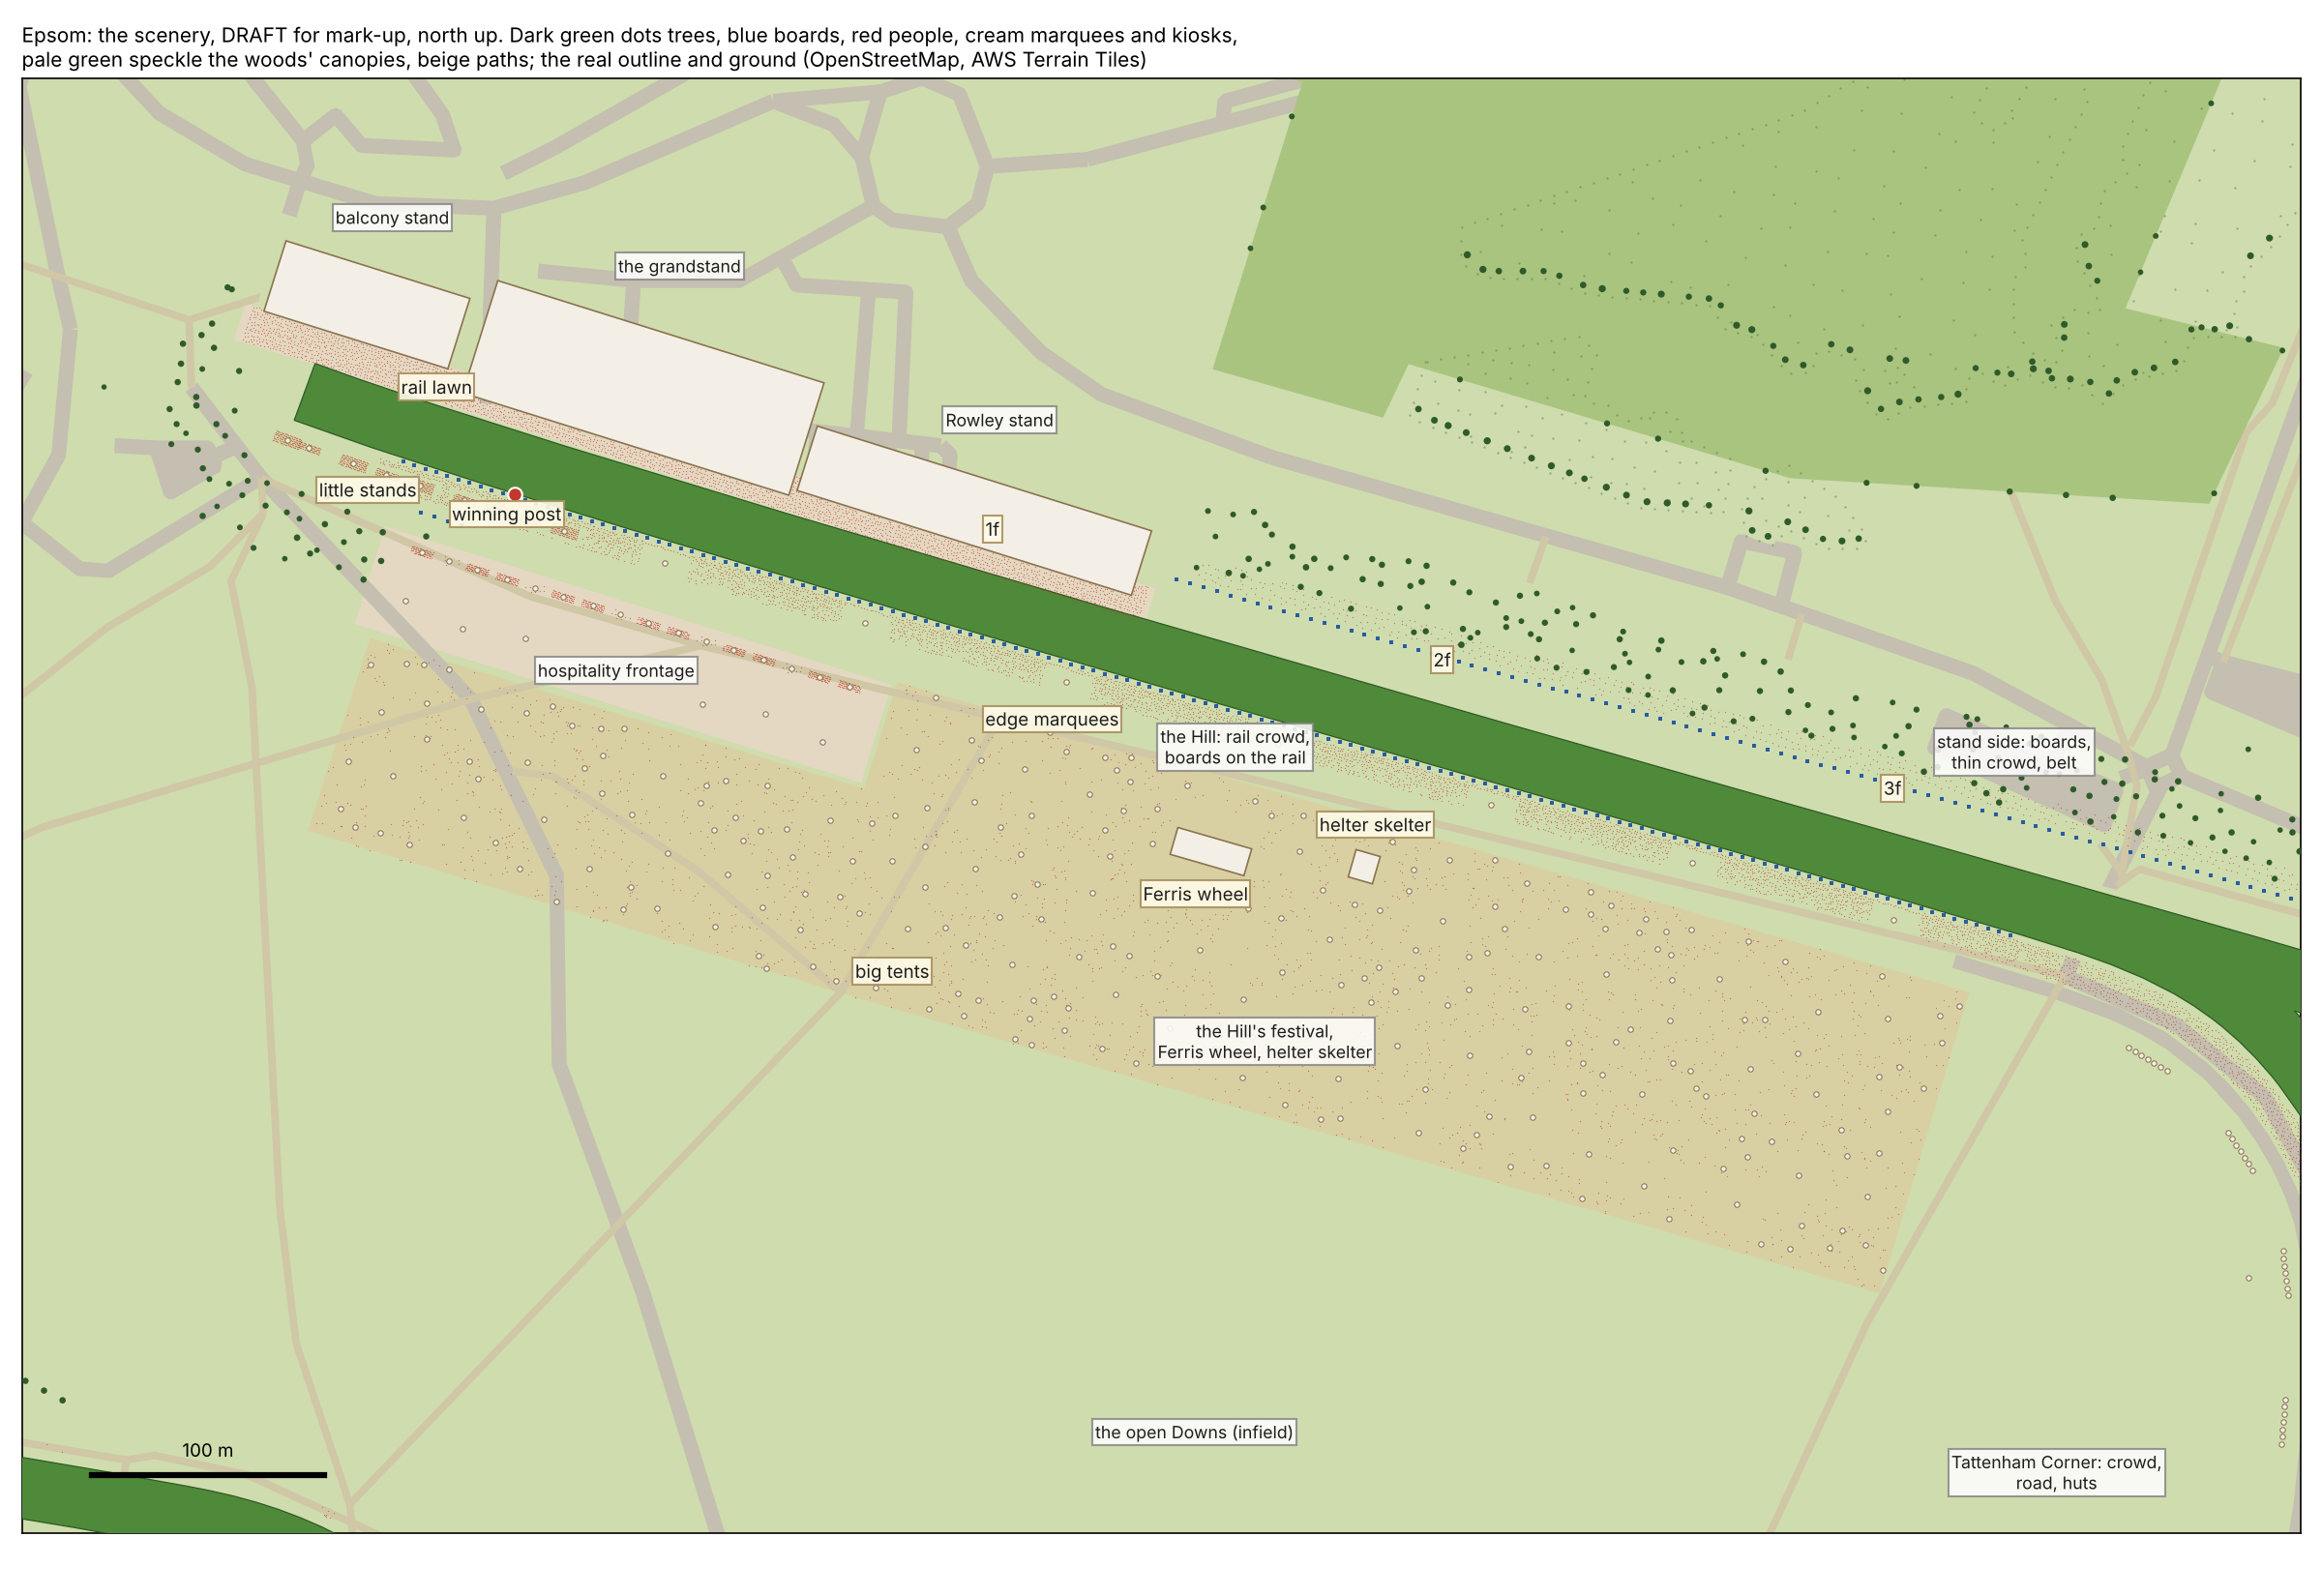 Epsom: the scenery, DRAFT for mark-up, north up. Dark green dots trees, blue boards, red people, cream marquees and kiosks,
pale green speckle the woods' canopies, beige paths; the real outline and ground (OpenStreetMap, AWS Terrain Tiles)
balcony stand
the grandstand
rail lawn
Rowley stand
little stands
winning post
1f
2f
hospitality frontage
edge marquees
the Hill: rail crowd,
boards on the rail
stand side: boards,
thin crowd, belt
3f
helter skelter
Ferris wheel
big tents
the Hill's festival,
Ferris wheel, helter skelter
the open Downs (infield)
100 m
Tattenham Corner: crowd,
road, huts